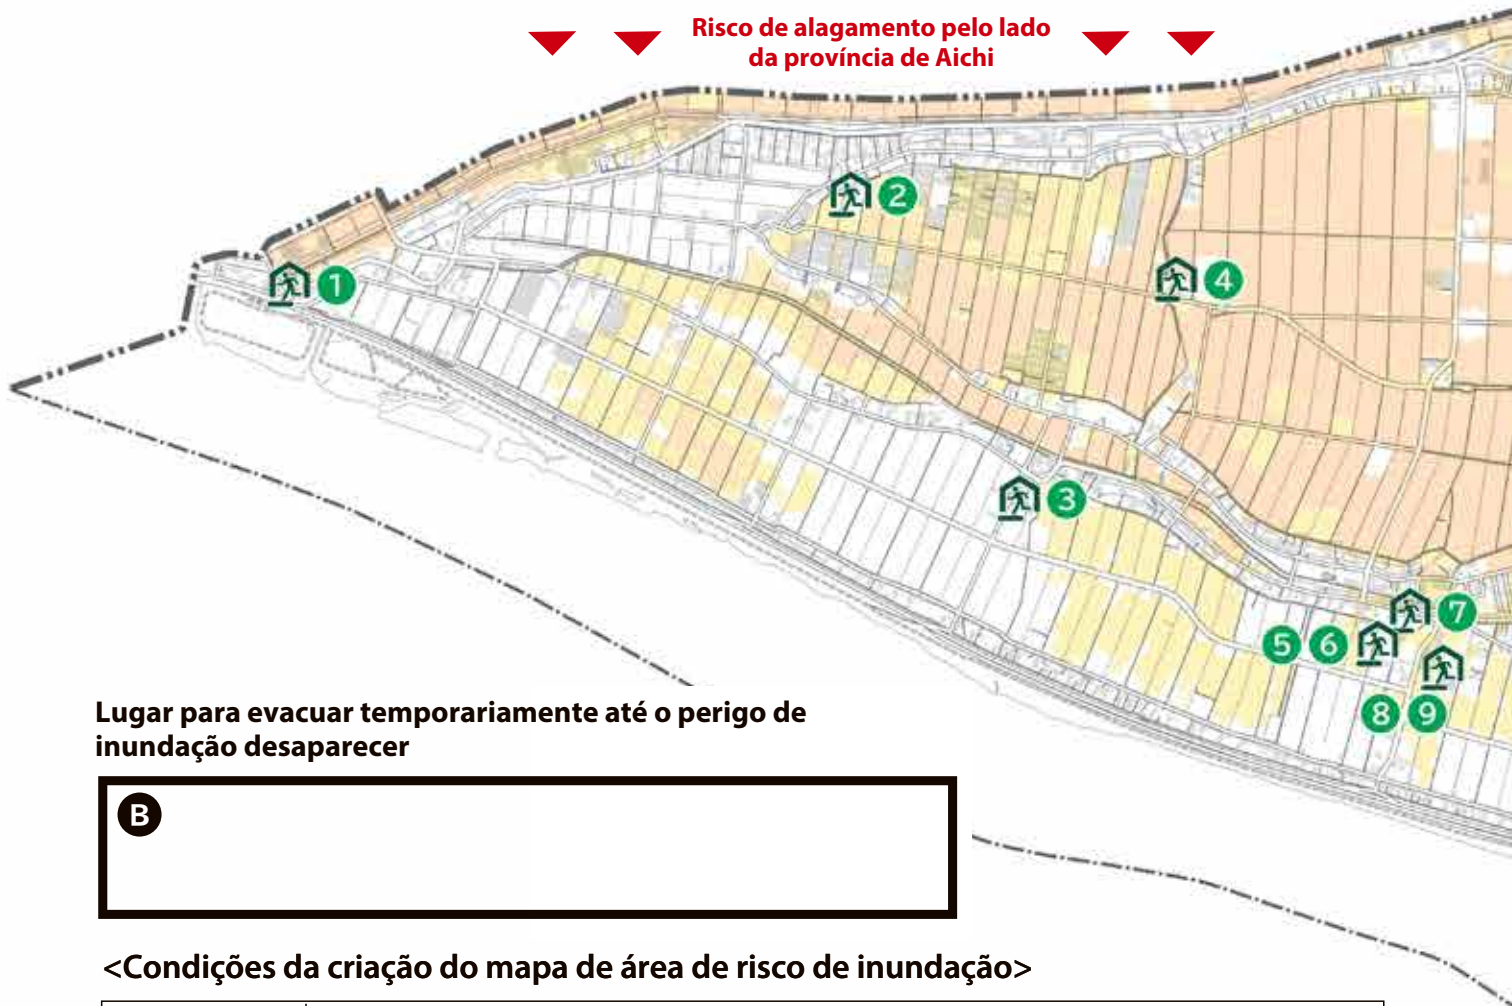 Risco de alagamento pelo lado
da província de Aichi
2
1
4
3
7
5 6
8 9
Lugar para evacuar temporariamente até o perigo de
inundação desaparecer
B
<Condições da criação do mapa de área de risco de inundação>